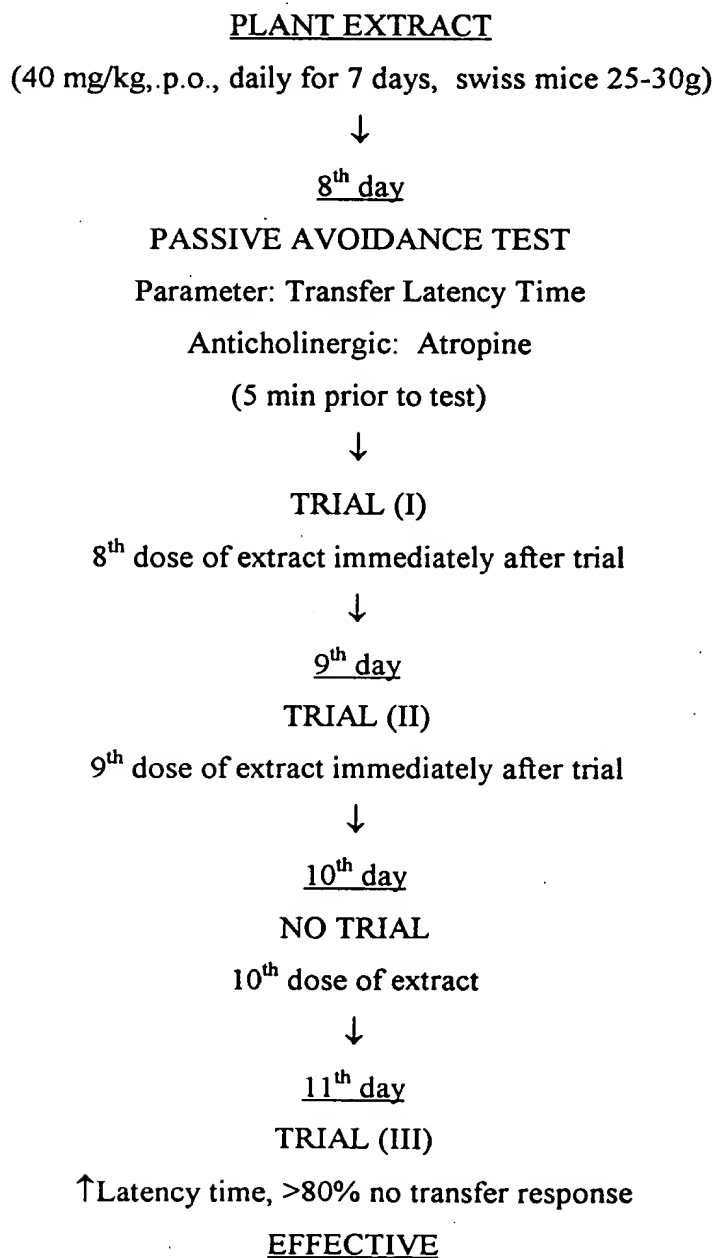 PLANT EXTRACT
(40 mg/kg,.p.o., daily for 7 days, swiss mice 25-30g)
↓
8th day
PASSIVE AVOIDANCE TEST
Parameter: Transfer Latency Time
Anticholinergic: Atropine
(5 min prior to test)
↓
TRIAL (I)
8th dose of extract immediately after trial
↓
9th day
TRIAL (II)
9th dose of extract immediately after trial
↓
10th day
NO TRIAL
10th dose of extract
↓
11th day
TRIAL (III)
↑Latency time, >80% no transfer response
EFFECTIVE